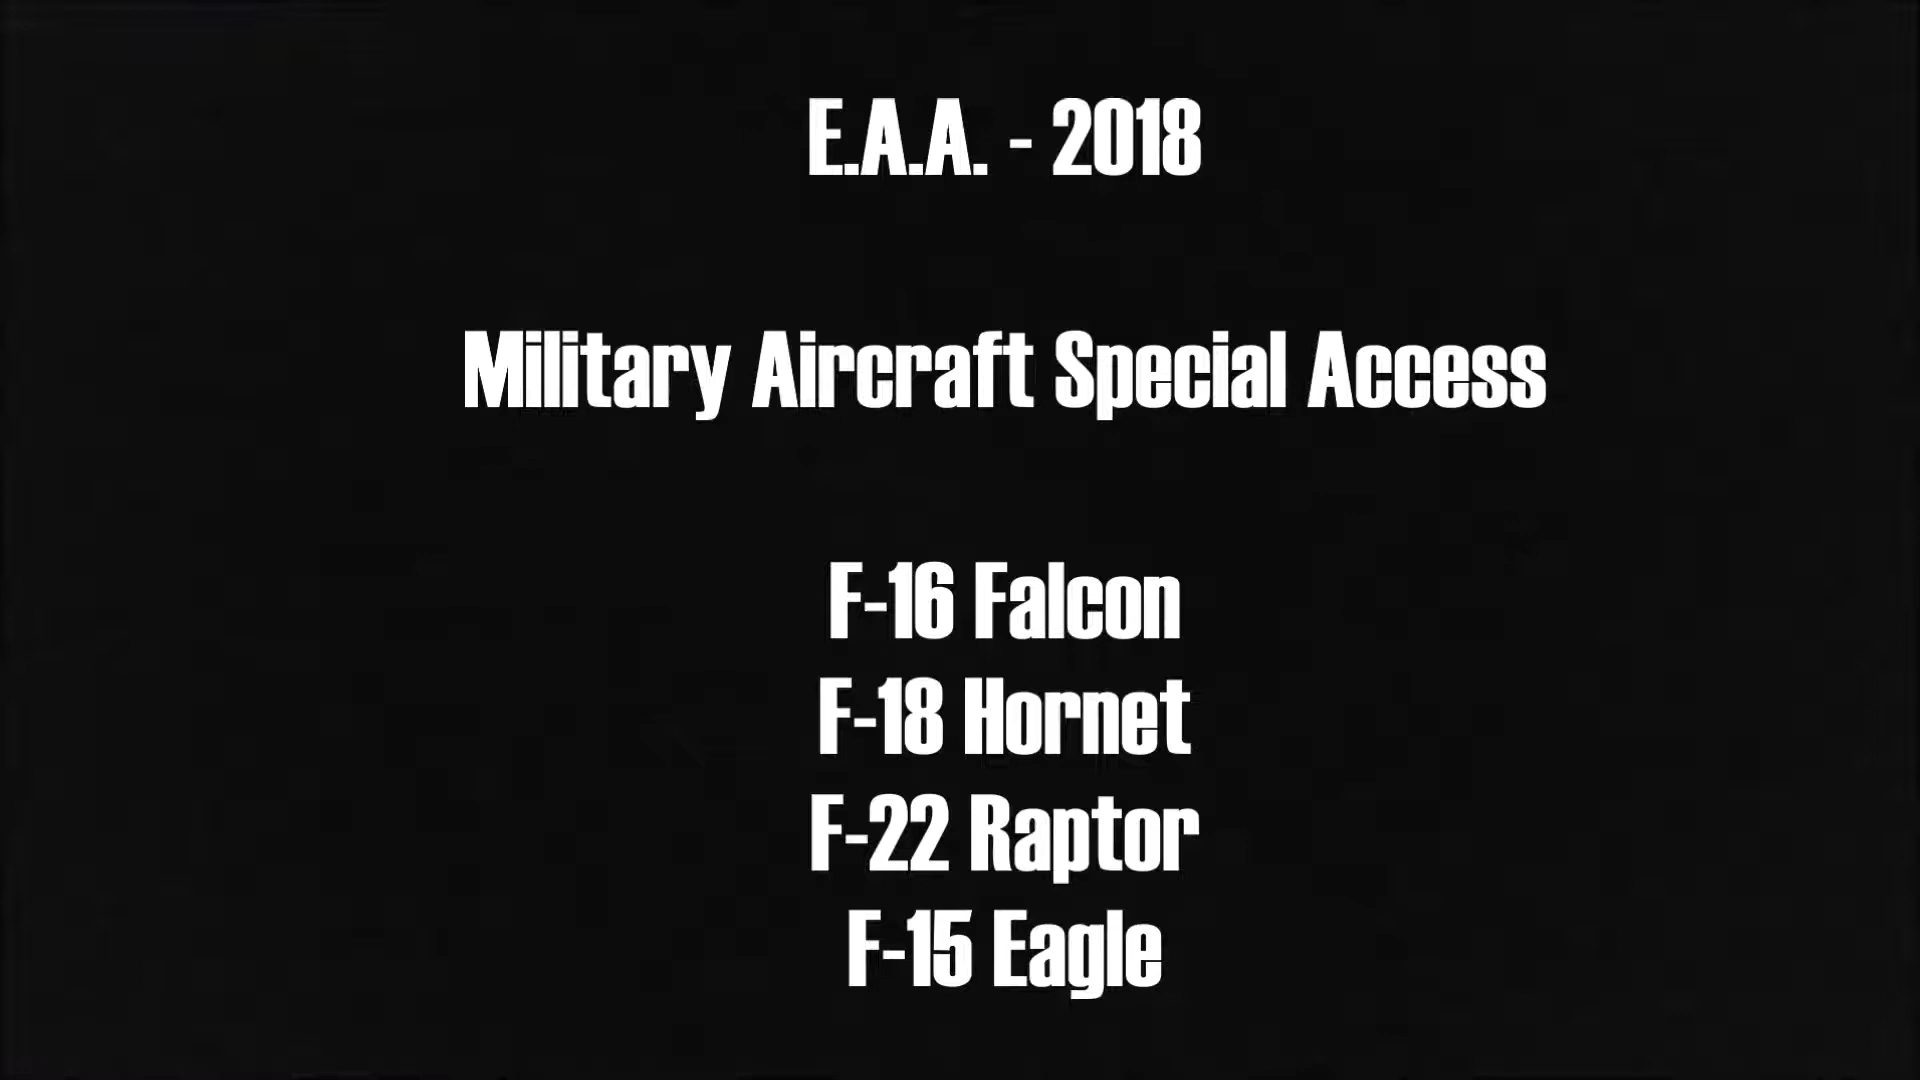 E.A.A. - 2018
Military Aircraft Special Access
F-16 Falcon
F-18 Hornet
F-22 Raptor
F-15 Eagle